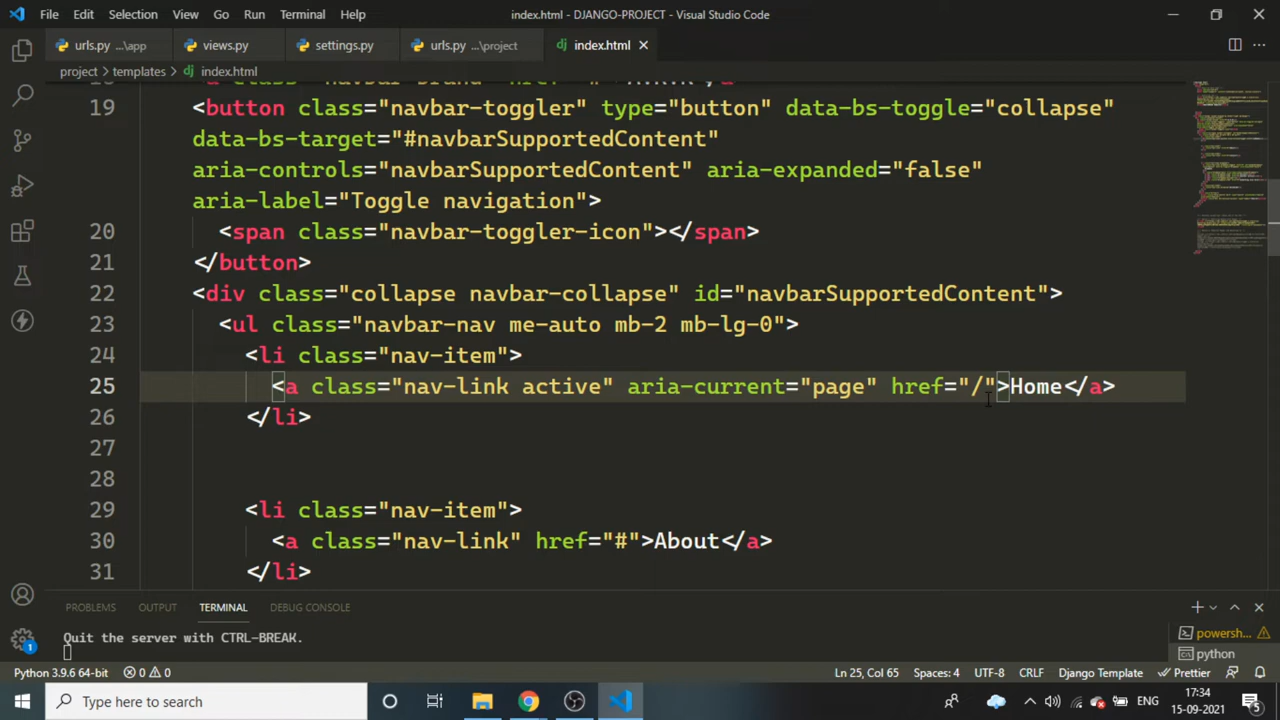 File Edit Selection View Go Run Terminal Help index.html - DJANGO-PROJECT - Visual Studio Code
urls.py ...\app views.py settings.py urls.py ...\project index.html
project > templates > index.html
19 <button class="navbar-toggler" type="button" data-bs-toggle="collapse"
data-bs-target="#navbarSupportedContent"
aria-controls="navbarSupportedContent" aria-expanded="false"
aria-label="Toggle navigation">
20 <span class="navbar-toggler-icon"></span>
21 </button>
22 <div class="collapse navbar-collapse" id="navbarSupportedContent">
23 <ul class="navbar-nav me-auto mb-2 mb-lg-0">
24 <li class="nav-item">
25 <a class="nav-link active" aria-current="page" href="/">Home</a>
26 </li>
27
28
29 <li class="nav-item">
30 <a class="nav-link" href="#">About</a>
31 </li>
PROBLEMS OUTPUT TERMINAL DEBUG CONSOLE
Quit the server with CTRL-BREAK.
powersh...
python
Python 3.9.6 64-bit 0 0 Ln 25, Col 65 Spaces: 4 UTF-8 CRLF Django Template Prettier
Type here to search ENG 17:34
15-09-2021 5